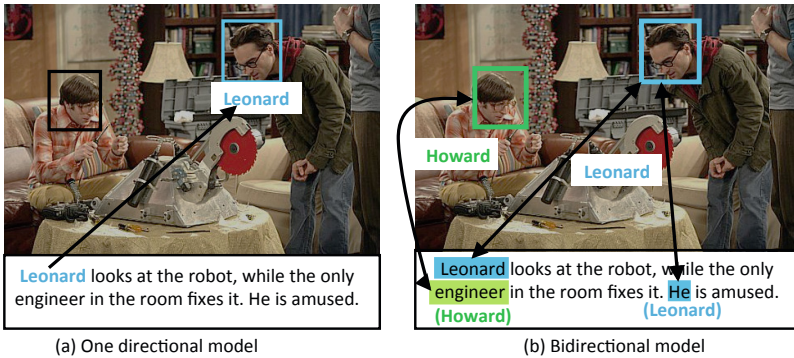 Leonard
Leonard looks at the robot, while the only
engineer in the room fixes it. He is amused.
(a) One directional model
Howard
Leonard
Leonard looks at the robot, while the only
engineer in the room fixes it. He is amused.
(Howard)
(Leonard)
(b) Bidirectional model